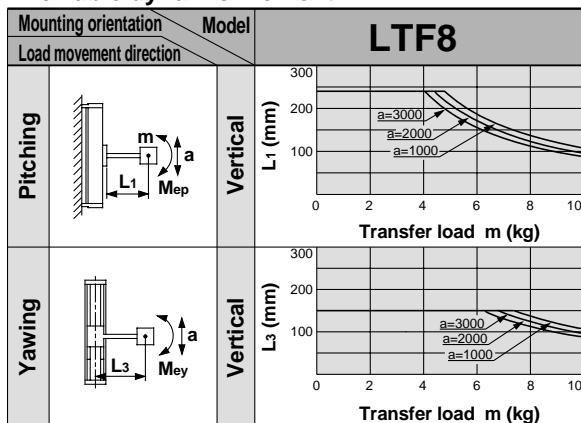 Mounting orientation
Model
Load movement direction
LTF8
Pitching
m
a
L1
Mep
Vertical
L1 (mm)
300
200
100
a=3000
a=2000
a=1000
0 2 4 6 8 10
Transfer load m (kg)
Yawing
a
L3
Mey
Vertical
L3 (mm)
300
200
100
a=3000
a=2000
a=1000
0 2 4 6 8 10
Transfer load m (kg)